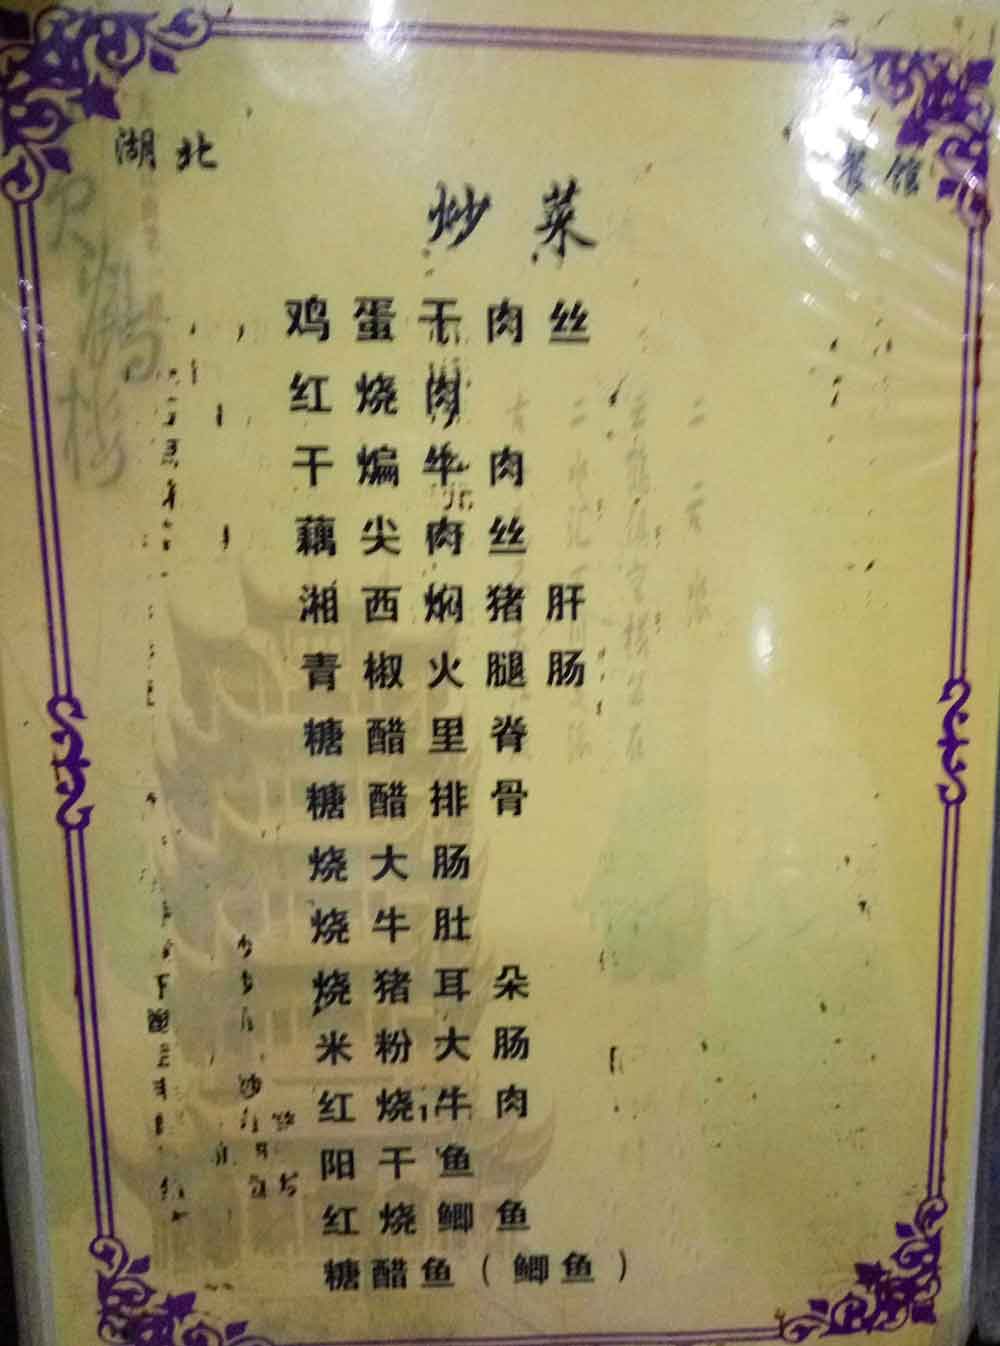 湖北
餐馆
炒菜
鸡蛋干肉丝
红烧肉
干煸牛肉
藕尖肉丝
湘西焖猪肝
青椒火腿肠
糖醋里脊
糖醋排骨
烧大肠
烧牛肚
烧猪耳朵
米粉大肠
红烧牛肉
阳干鱼
红烧鲫鱼
糖醋鱼（鲫鱼）